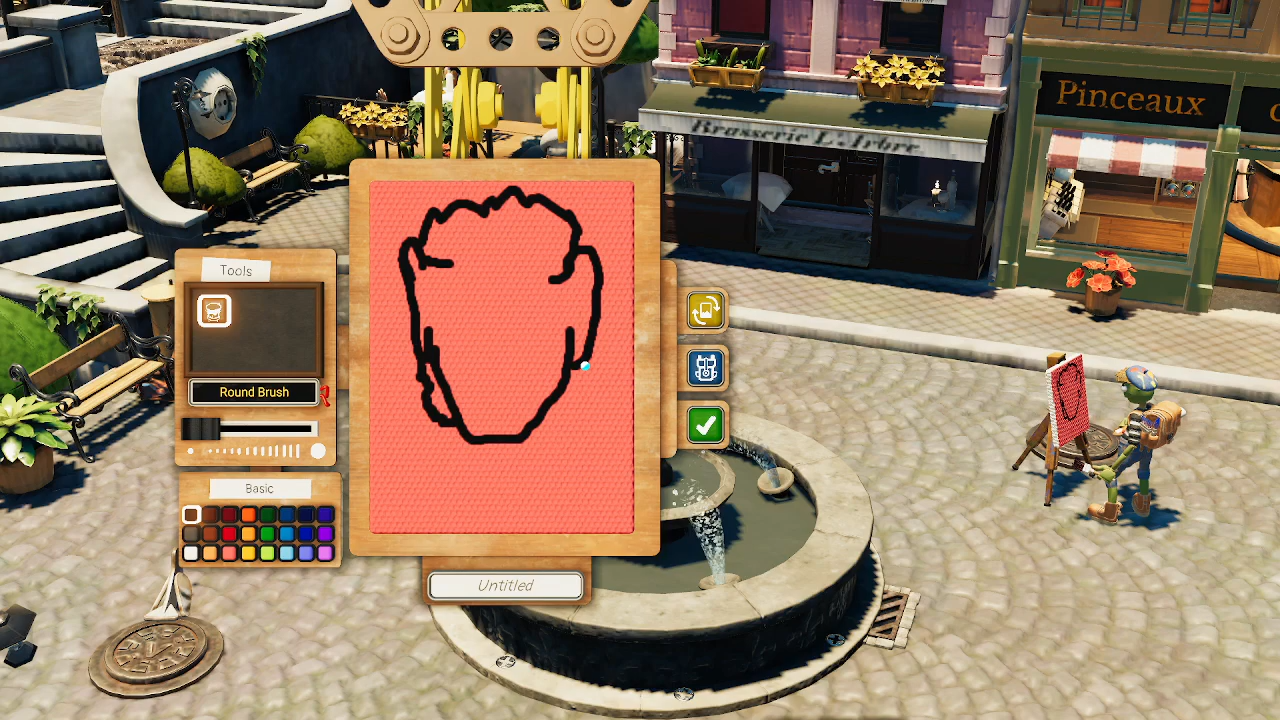 Pinceaux
Brasserie L'Arbre
Tools
Round Brush
Basic
Untitled